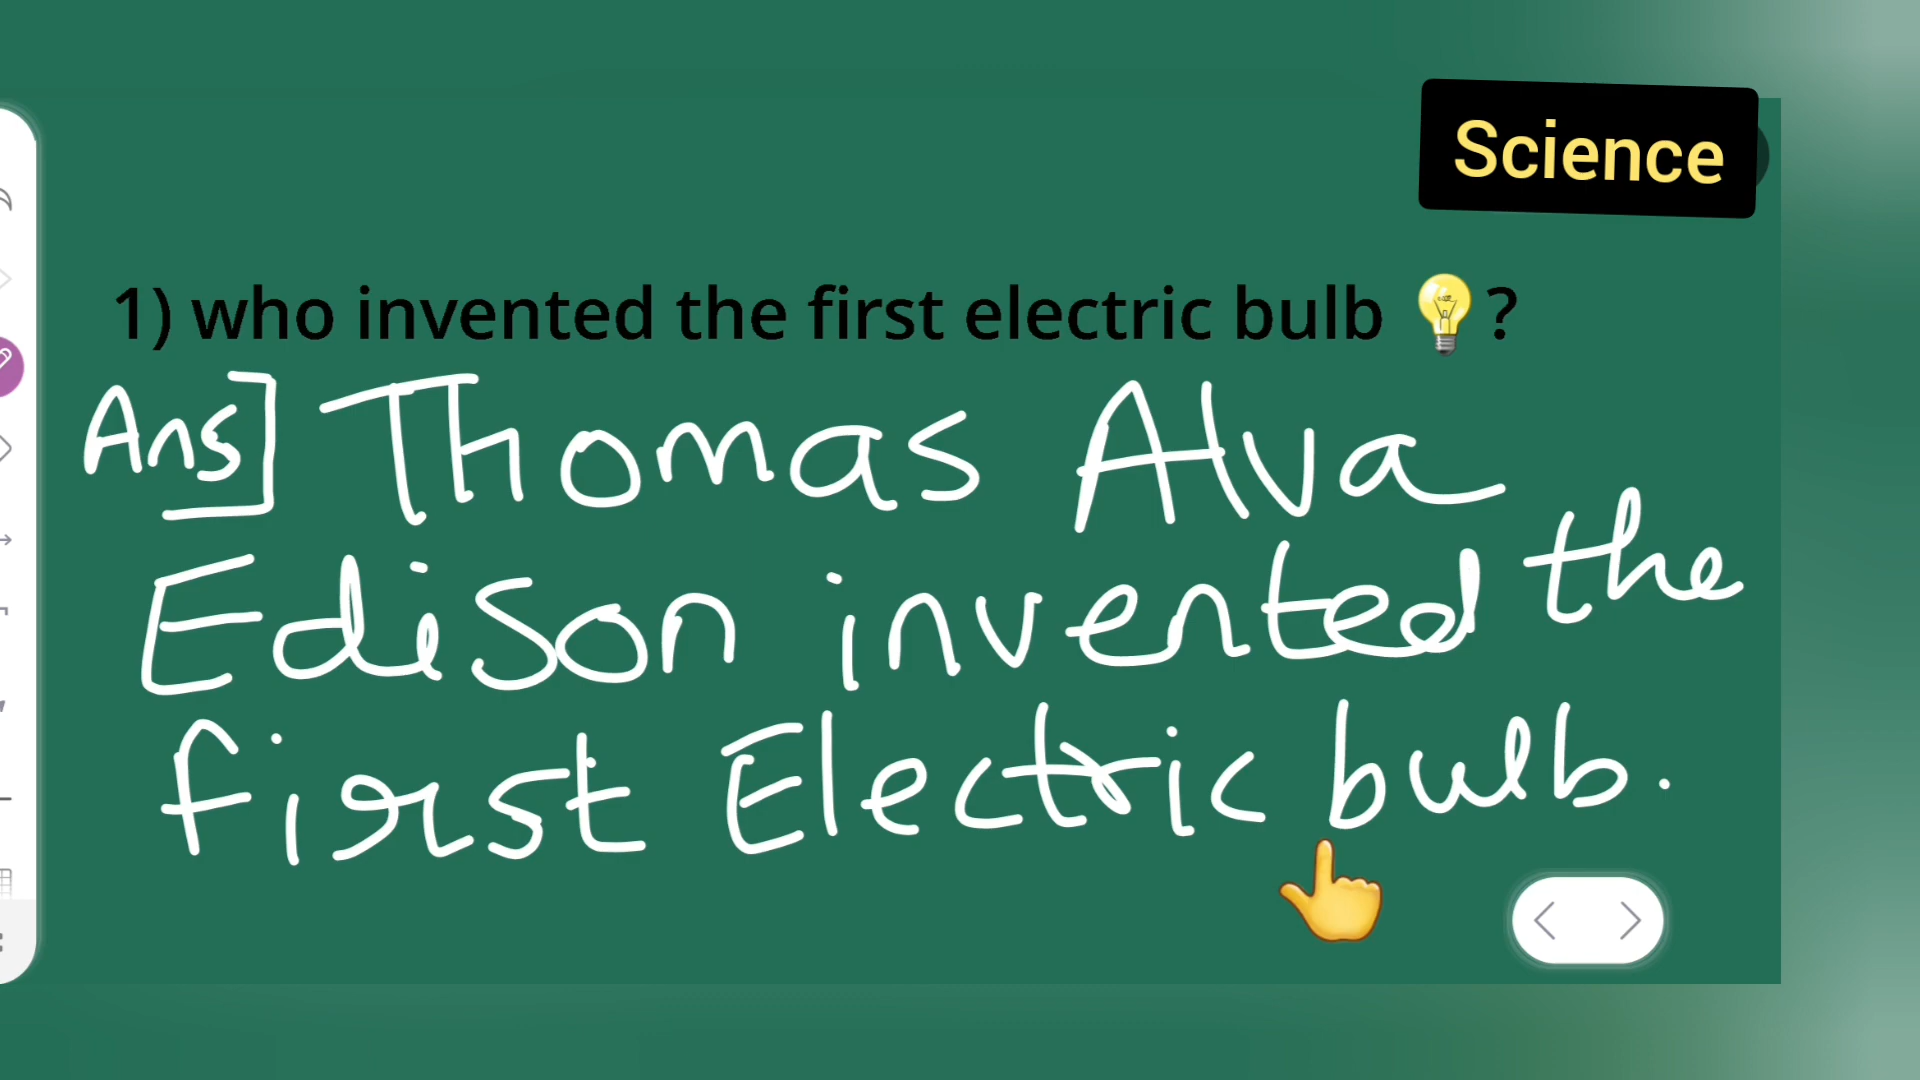 Science
1) who invented the first electric bulb 💡?
Ans] Thomas Alva
Edison invented the
first Electric bulb.